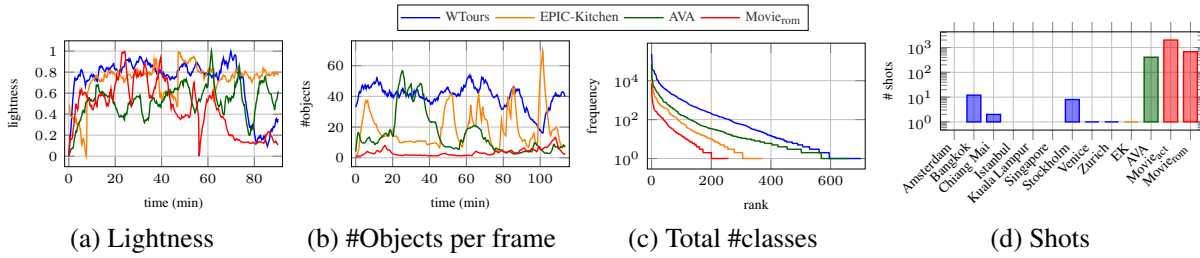 WTours EPIC-Kitchen AVA Movie_rom
lightness
1
0.8
0.6
0.4
0.2
0
0 20 40 60 80
time (min)
(a) Lightness
#objects
60
40
20
0
0 20 40 60 80 100
time (min)
(b) #Objects per frame
frequency
10^4
10^2
10^0
0 200 400 600
rank
(c) Total #classes
# shots
10^3
10^2
10^1
10^0
Amsterdam
Bangkok
Chiang Mai
Istanbul
Kuala Lampur
Singapore
Stockholm
Venice
Zurich
EK
AVA
Movie_act
Movie_rom
(d) Shots